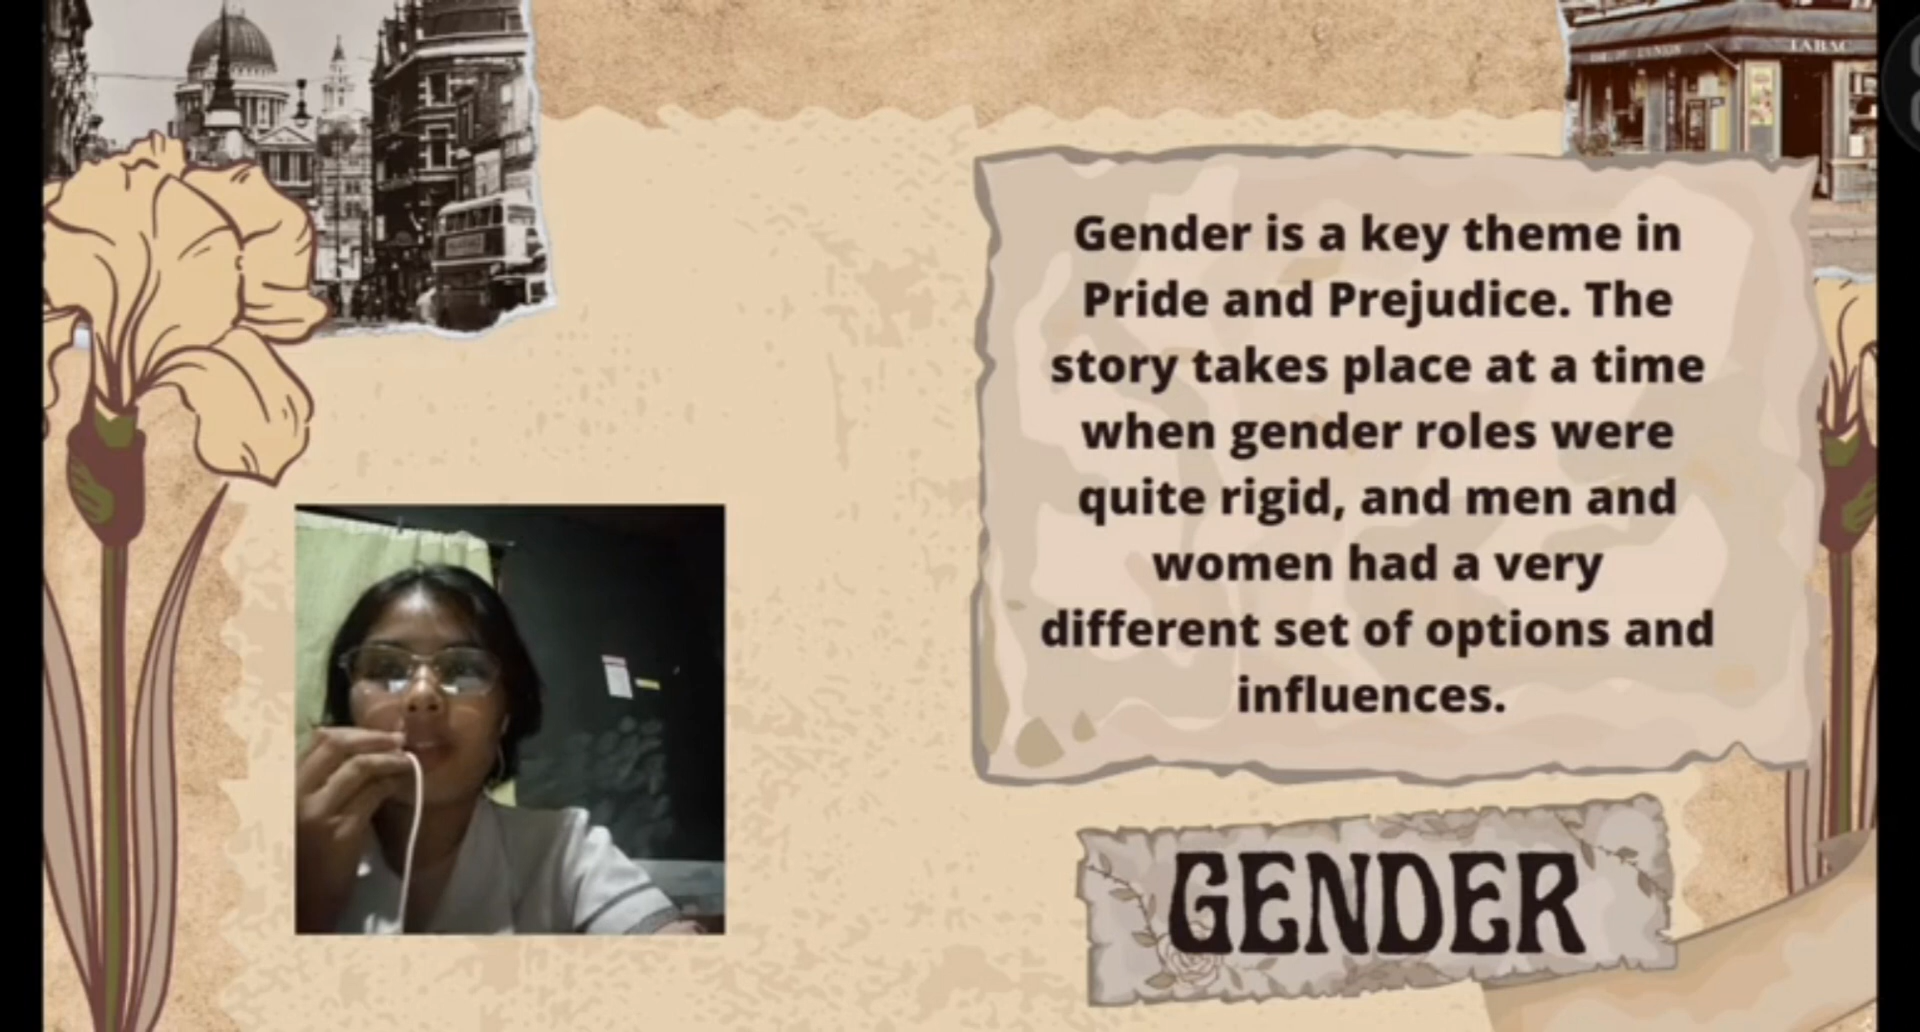 TABAC
Gender is a key theme in
Pride and Prejudice. The
story takes place at a time
when gender roles were
quite rigid, and men and
women had a very
different set of options and
influences.
GENDER